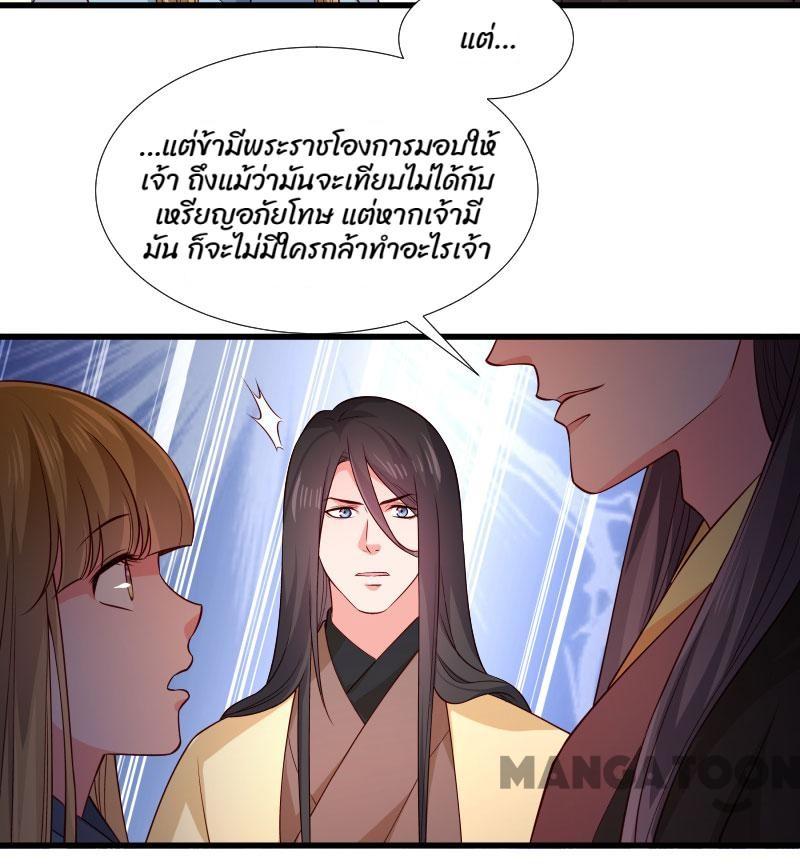 แต่...
...แต่ข้ามีพระราชโองการมอบให้
เจ้า ถึงแม้ว่ามันจะเทียบไม่ได้กับ
เหรียญอภัยโทษ แต่หากเจ้ามี
มัน ก็จะไม่มีใครกล้าทำอะไรเจ้า
MANGATOON